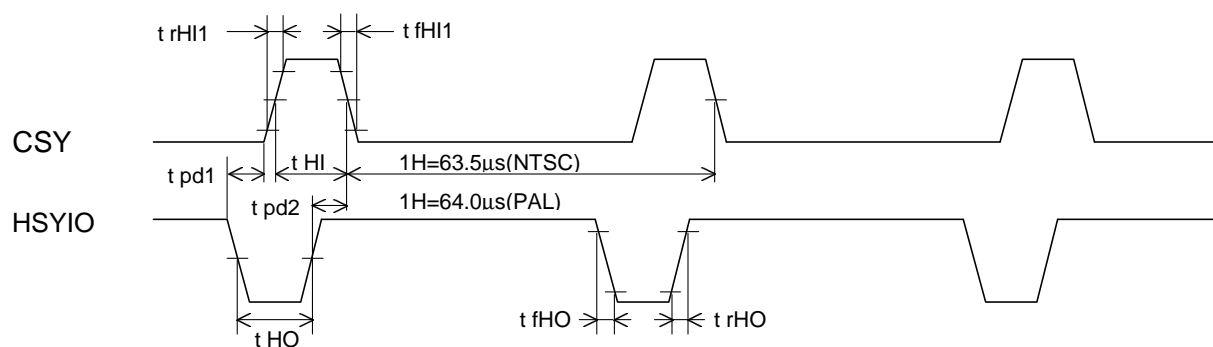 t rHI1
t fHI1
CSY
t HI
1H=63.5μs(NTSC)
t pd1
t pd2
1H=64.0μs(PAL)
HSYIO
t HO
t fHO
t rHO